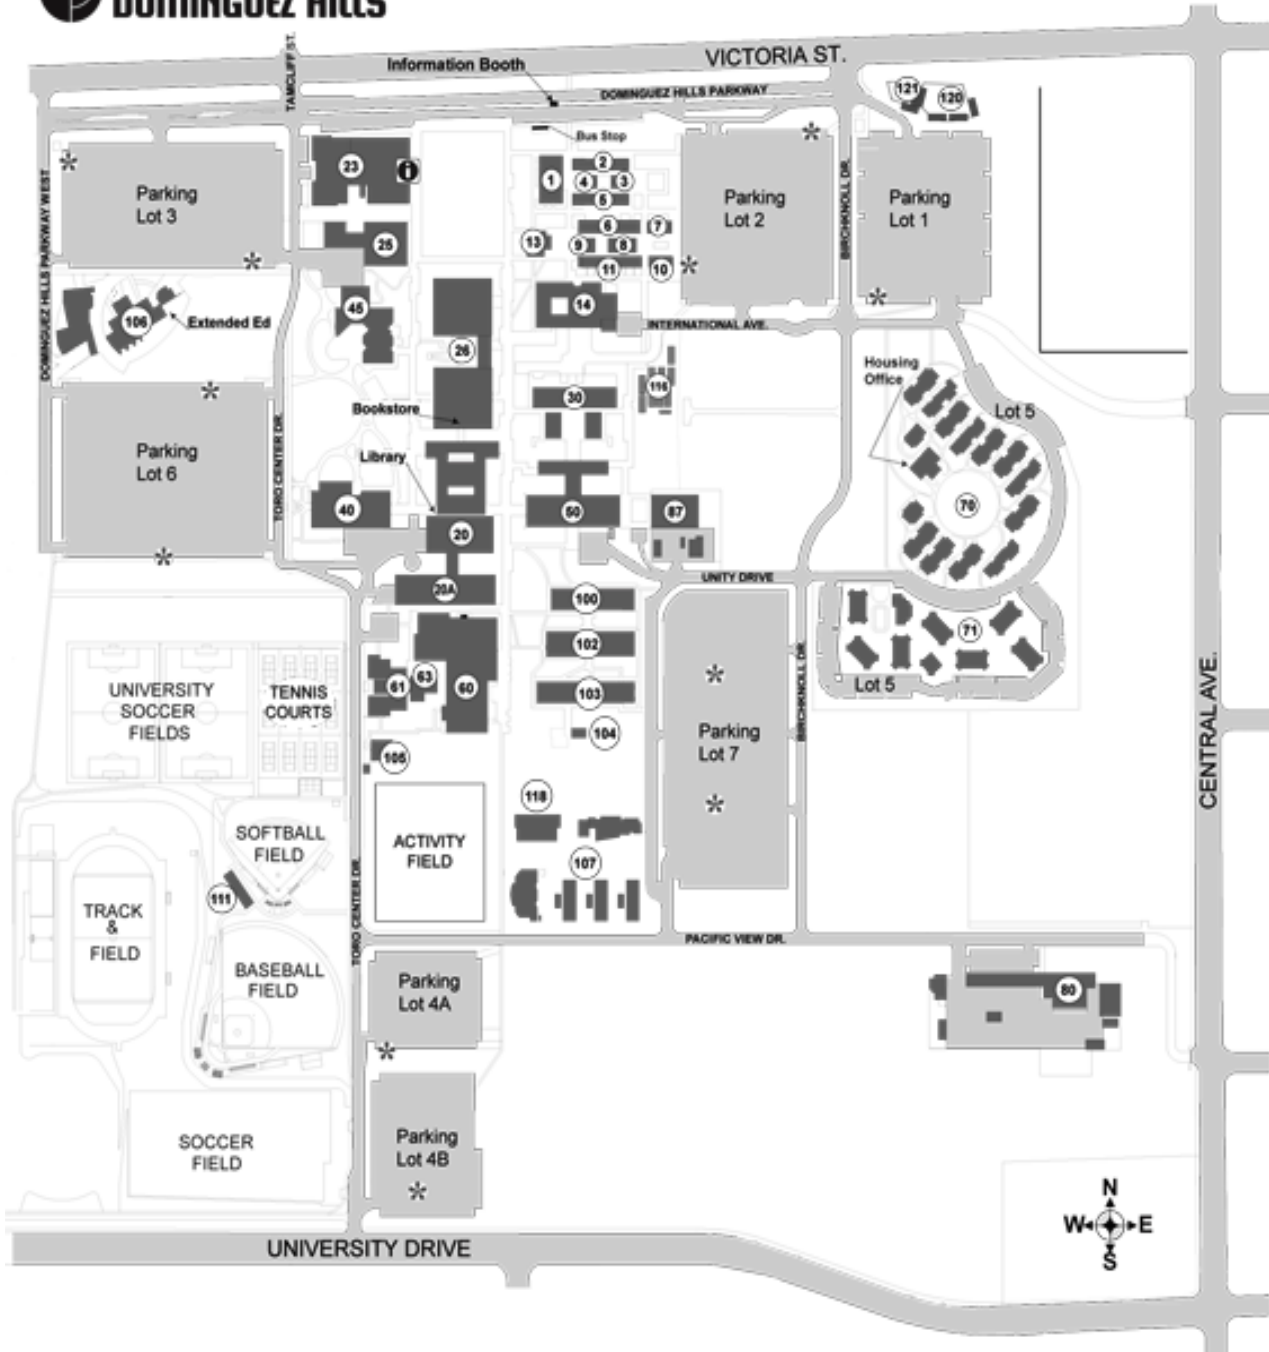 DOMINGUEZ HILLS
VICTORIA ST.
TAMCLIFF ST.
Information Booth
DOMINGUEZ HILLS PARKWAY
121
120
Bus Stop
23
i
1
2
4
3
5
Parking
Lot 3
Parking
Lot 2
Parking
Lot 1
BIRCHKNOLL DR.
DOMINGUEZ HILLS PARKWAY WEST
6
7
25
13
9
8
11
10
45
14
106
Extended Ed
INTERNATIONAL AVE.
26
Housing
Office
116
30
Bookstore
Lot 5
Parking
Lot 6
TORO CENTER DR.
Library
40
50
87
70
20
UNITY DRIVE
20A
100
71
102
BIRCHKNOLL DR.
CENTRAL AVE.
63
61
60
103
Lot 5
UNIVERSITY
SOCCER
FIELDS
TENNIS
COURTS
104
Parking
Lot 7
105
118
SOFTBALL
FIELD
ACTIVITY
FIELD
107
111
TRACK
&
FIELD
TORO CENTER DR.
PACIFIC VIEW DR.
BASEBALL
FIELD
Parking
Lot 4A
80
SOCCER
FIELD
Parking
Lot 4B
N
W E
S
UNIVERSITY DRIVE